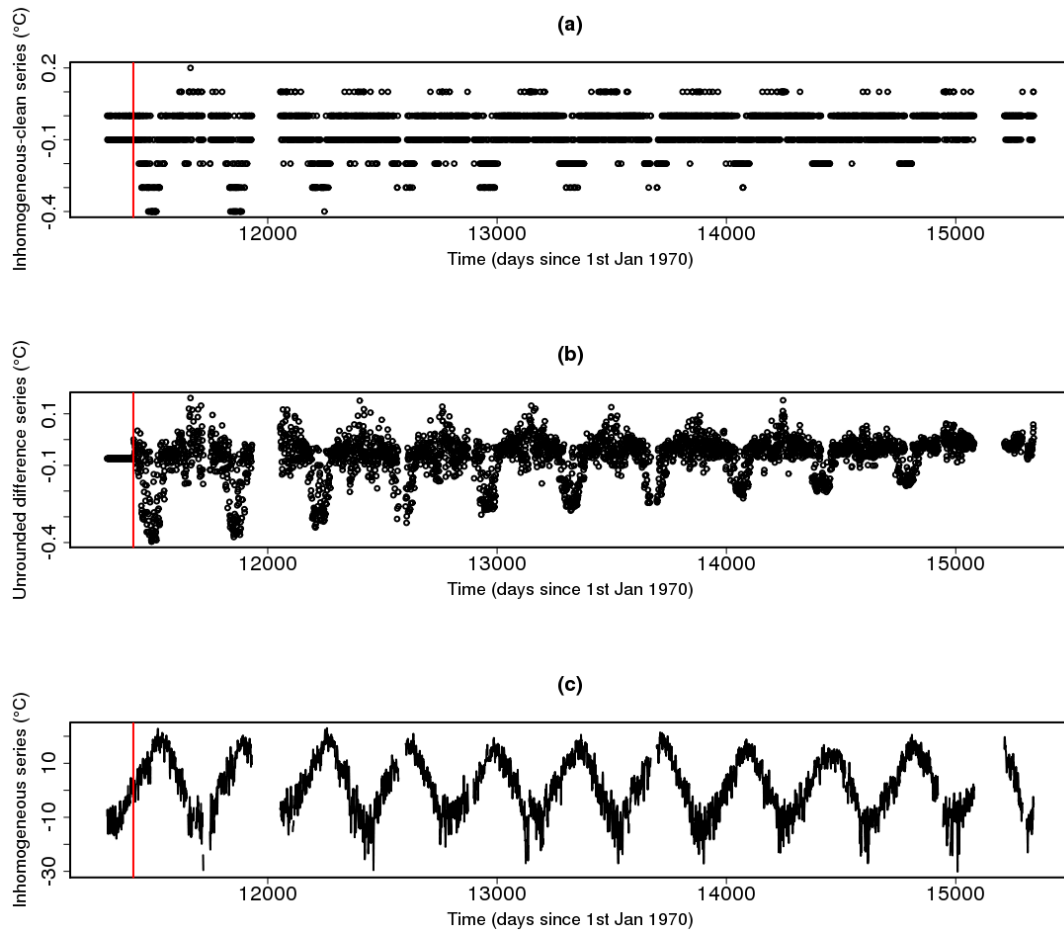 (a)
Inhomogeneous-clean series (°C)
0.2
-0.1
-0.4
12000 13000 14000 15000
Time (days since 1st Jan 1970)
(b)
Unrounded difference series (°C)
0.1
-0.1
-0.4
12000 13000 14000 15000
Time (days since 1st Jan 1970)
(c)
Inhomogeneous series (°C)
10
-10
-30
12000 13000 14000 15000
Time (days since 1st Jan 1970)